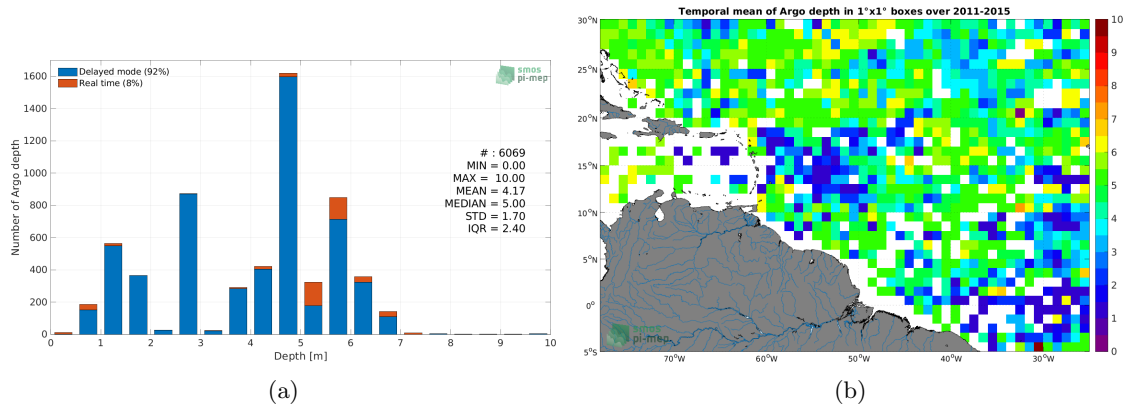 Delayed mode (92%)
Real time (8%)
smos
pi-mep
Number of Argo depth
1600
1400
1200
1000
800
600
400
200
0
# : 6069
MIN = 0.00
MAX = 10.00
MEAN = 4.17
MEDIAN = 5.00
STD = 1.70
IQR = 2.40
0 1 2 3 4 5 6 7 8 9 10
Depth [m]
(a)
Temporal mean of Argo depth in 1°x1° boxes over 2011-2015
30°N
25°N
20°N
15°N
10°N
5°N
0°
5°S
70°W 60°W 50°W 40°W 30°W
smos
pi-mep
10
9
8
7
6
5
4
3
2
1
0
(b)